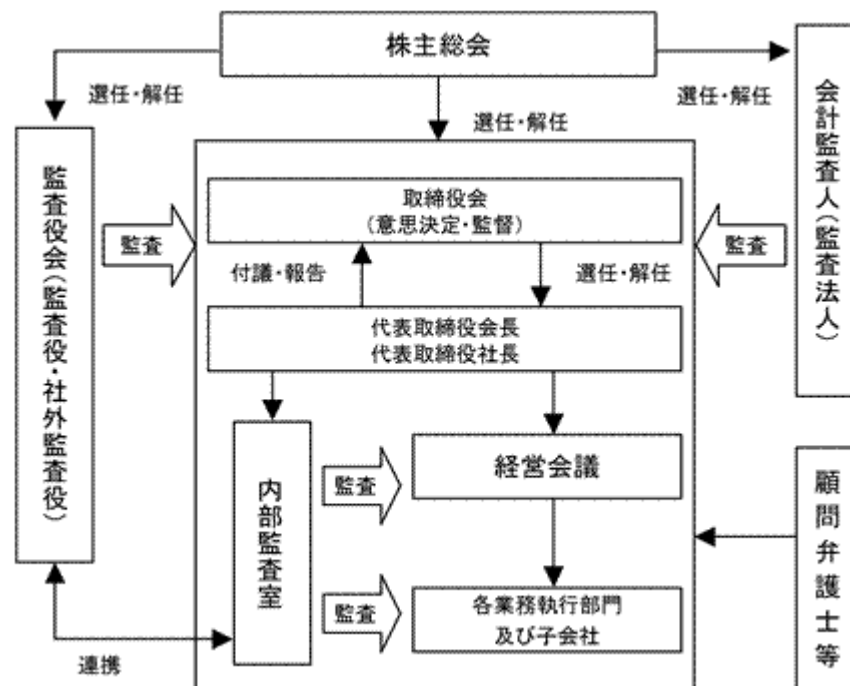 株主総会
選任・解任
選任・解任
選任・解任
監査役会(監査役・社外監査役)
監査
取締役会
(意思決定・監督)
監査
会計監査人(監査法人)
付議・報告
選任・解任
代表取締役会長
代表取締役社長
内部監査室
監査
経営会議
顧問弁護士等
監査
各業務執行部門
及び子会社
連携